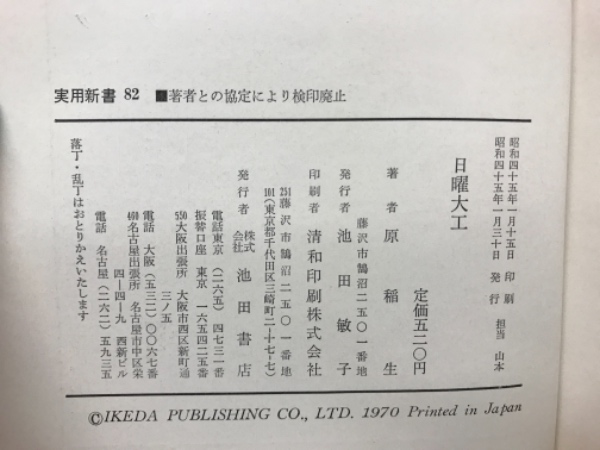 実用新書 82 ■著者との協定により検印廃止
昭和四十五年一月十五日 印刷
昭和四十五年一月三十日 発行 担当 山本
日曜大工
定価五二〇円
著者 原 稲生
藤沢市鵠沼二五〇一番地
発行者 池田敏子
印刷者 清和印刷株式会社
251 藤沢市鵠沼二五〇一番地
101(東京都千代田区三崎町二ー十七ー七)
発行者 株式会社 池田書店
電話東京(二六五)四七三一番
振替口座 東京 一六五四二五番
550大阪出張所 大阪市西区新町通
三ノ五
電話 大阪(五三二)〇〇六七番
460名古屋出張所 名古屋市中区栄
四ー四ー九 西新ビル
電話 名古屋(二六二)五九三五
落丁・乱丁はおとりかえいたします
©IKEDA PUBLISHING CO., LTD. 1970 Printed in Japan